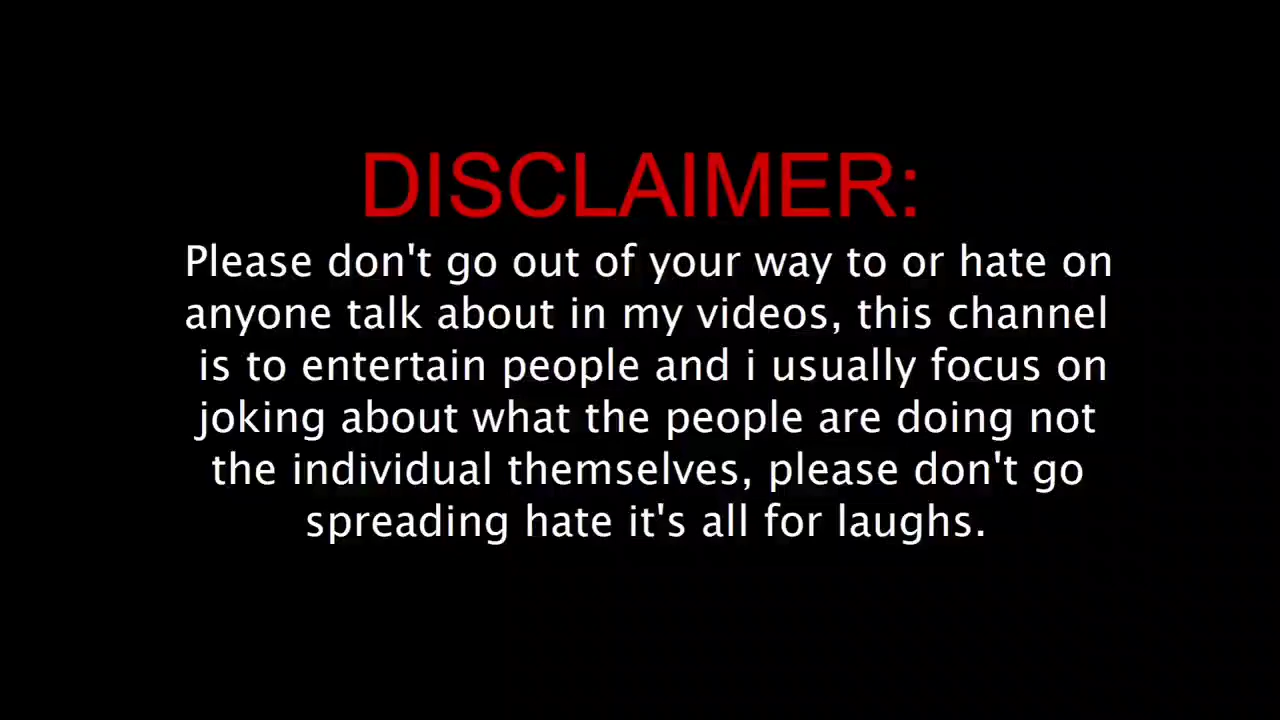 DISCLAIMER:
Please don't go out of your way to or hate on
anyone talk about in my videos, this channel
is to entertain people and i usually focus on
joking about what the people are doing not
the individual themselves, please don't go
spreading hate it's all for laughs.